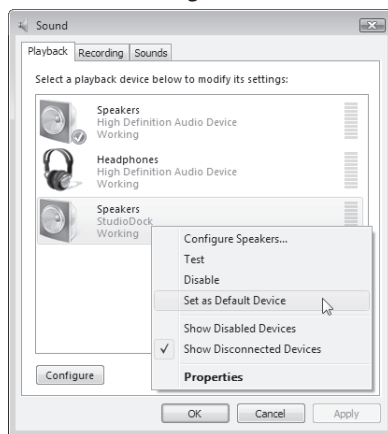 Sound
Playback
Recording
Sounds
Select a playback device below to modify its settings:
Speakers
High Definition Audio Device
Working
Headphones
High Definition Audio Device
Working
Speakers
StudioDock
Working
Configure Speakers...
Test
Disable
Set as Default Device
Show Disabled Devices
Show Disconnected Devices
Properties
Configure
OK
Cancel
Apply